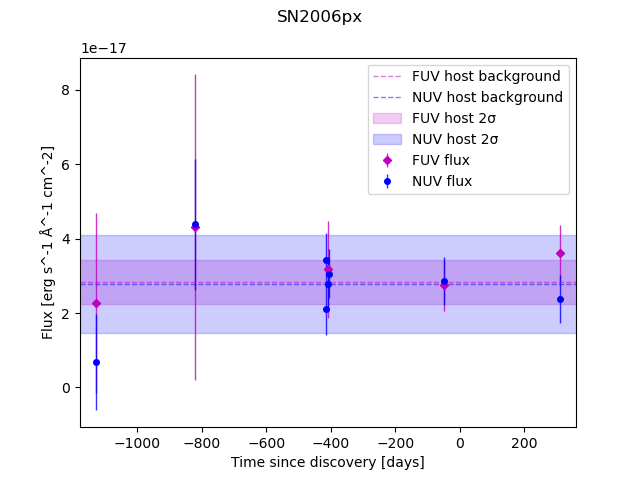 SN2006px
1e−17
FUV host background
NUV host background
FUV host 2σ
NUV host 2σ
FUV flux
NUV flux
Flux [erg s^-1 Å^-1 cm^-2]
8
6
4
2
0
−1000 −800 −600 −400 −200 0 200
Time since discovery [days]